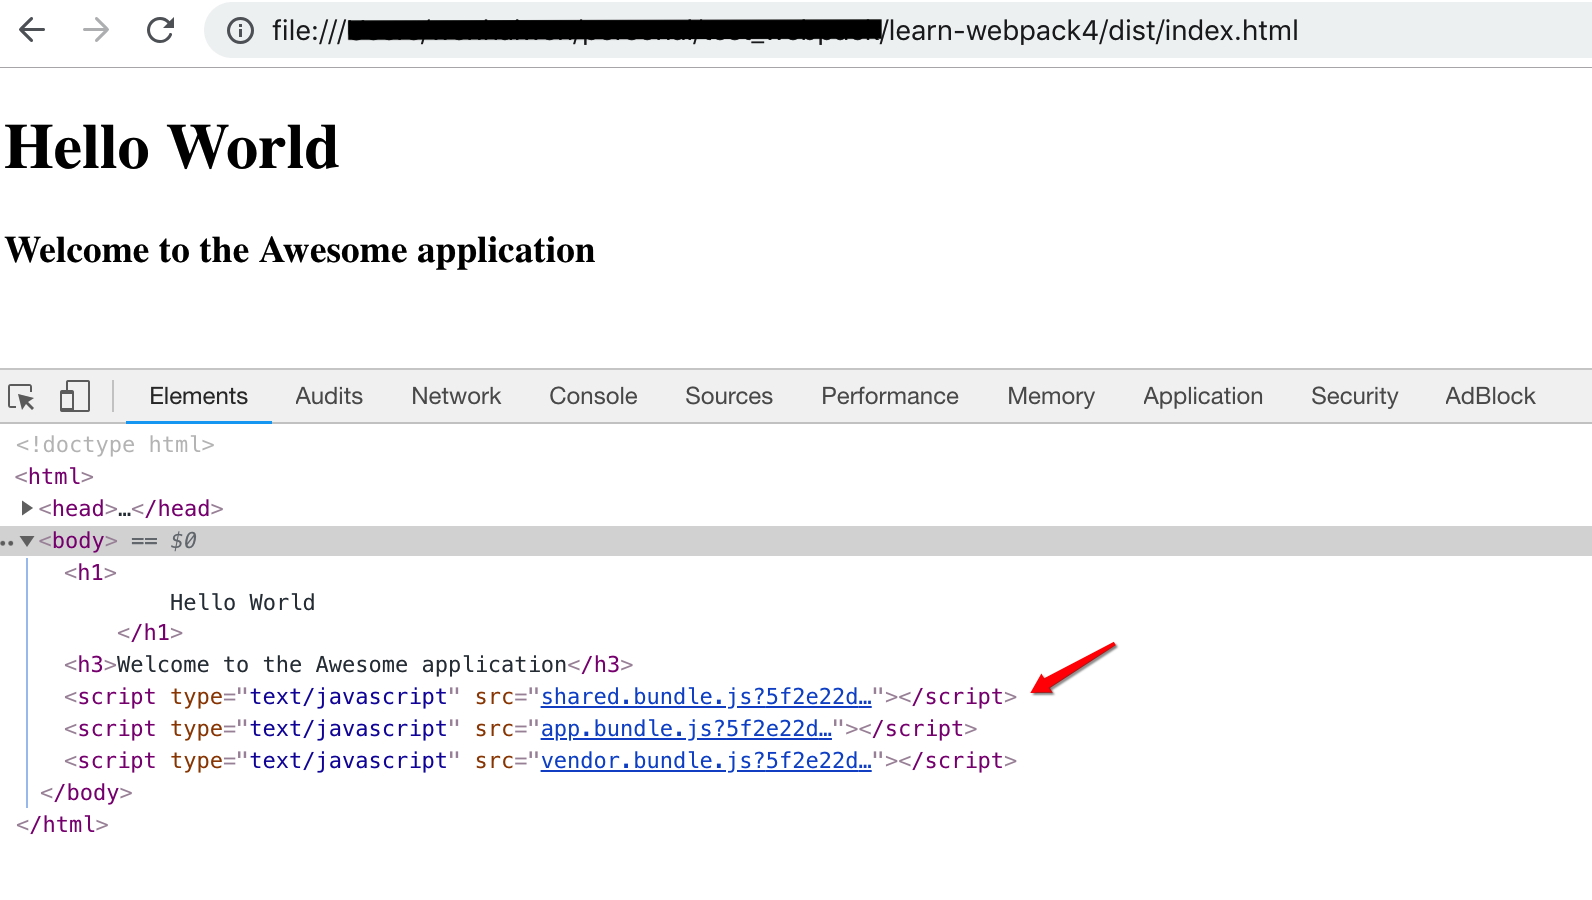 file:///learn-webpack4/dist/index.html
Hello World
Welcome to the Awesome application
Elements Audits Network Console Sources Performance Memory Application Security AdBlock
<!doctype html>
<html>
<head>…</head>
<body> == $0
<h1>
Hello World
</h1>
<h3>Welcome to the Awesome application</h3>
<script type="text/javascript" src="shared.bundle.js?5f2e22d…"></script>
<script type="text/javascript" src="app.bundle.js?5f2e22d…"></script>
<script type="text/javascript" src="vendor.bundle.js?5f2e22d…"></script>
</body>
</html>